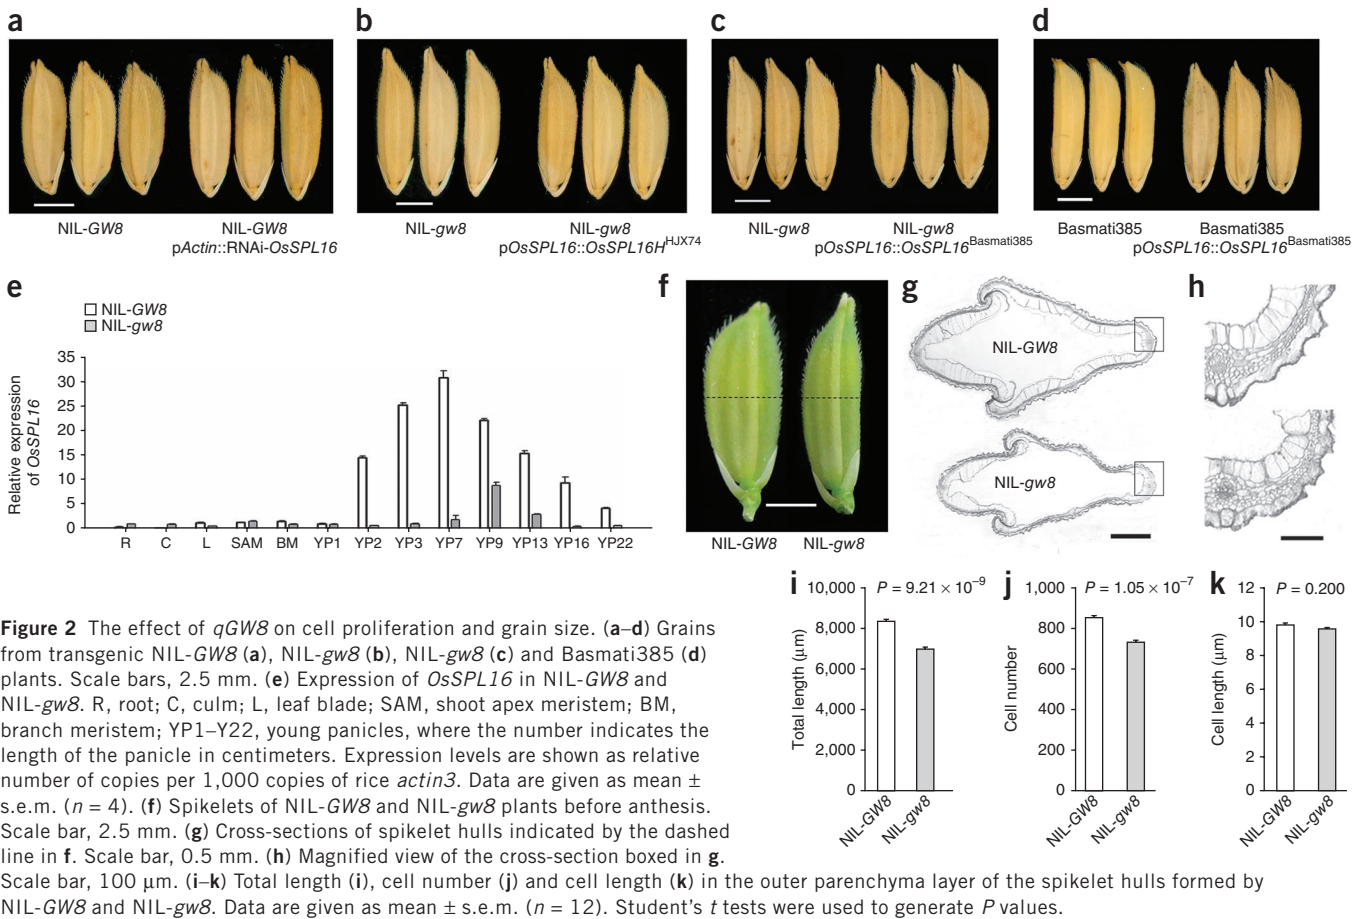 a
b
c
d
NIL-GW8
NIL-GW8
pActin::RNAi-OsSPL16
NIL-gw8
NIL-gw8
pOsSPL16::OsSPL16H^HJX74
NIL-gw8
NIL-gw8
pOsSPL16::OsSPL16^Basmati385
Basmati385
Basmati385
pOsSPL16::OsSPL16^Basmati385
e
NIL-GW8
NIL-gw8
Relative expression
of OsSPL16
35
30
25
20
15
10
5
0
R C L SAM BM YP1 YP2 YP3 YP7 YP9 YP13 YP16 YP22
f
NIL-GW8 NIL-gw8
g
NIL-GW8
NIL-gw8
h
i
Total length (μm)
10,000
8,000
6,000
4,000
2,000
0
P = 9.21 × 10⁻⁹
NIL-GW8
NIL-gw8
j
Cell number
1,000
800
600
400
200
0
P = 1.05 × 10⁻⁷
NIL-GW8
NIL-gw8
k
Cell length (μm)
12
10
8
6
4
2
0
P = 0.200
NIL-GW8
NIL-gw8
Figure 2 The effect of qGW8 on cell proliferation and grain size. (a–d) Grains
from transgenic NIL-GW8 (a), NIL-gw8 (b), NIL-gw8 (c) and Basmati385 (d)
plants. Scale bars, 2.5 mm. (e) Expression of OsSPL16 in NIL-GW8 and
NIL-gw8. R, root; C, culm; L, leaf blade; SAM, shoot apex meristem; BM,
branch meristem; YP1–Y22, young panicles, where the number indicates the
length of the panicle in centimeters. Expression levels are shown as relative
number of copies per 1,000 copies of rice actin3. Data are given as mean ±
s.e.m. (n = 4). (f) Spikelets of NIL-GW8 and NIL-gw8 plants before anthesis.
Scale bar, 2.5 mm. (g) Cross-sections of spikelet hulls indicated by the dashed
line in f. Scale bar, 0.5 mm. (h) Magnified view of the cross-section boxed in g.
Scale bar, 100 μm. (i–k) Total length (i), cell number (j) and cell length (k) in the outer parenchyma layer of the spikelet hulls formed by
NIL-GW8 and NIL-gw8. Data are given as mean ± s.e.m. (n = 12). Student's t tests were used to generate P values.